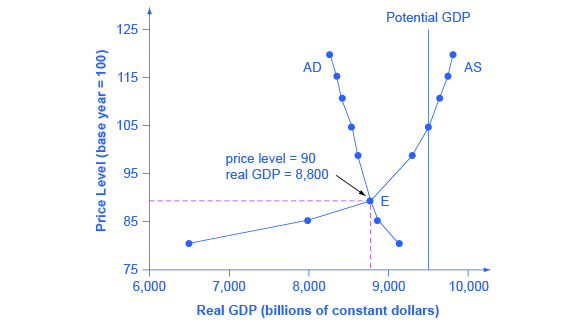 Potential GDP
125
AD
AS
115
Price Level (base year = 100)
105
price level = 90
real GDP = 8,800
95
E
85
75
6,000 7,000 8,000 9,000 10,000
Real GDP (billions of constant dollars)